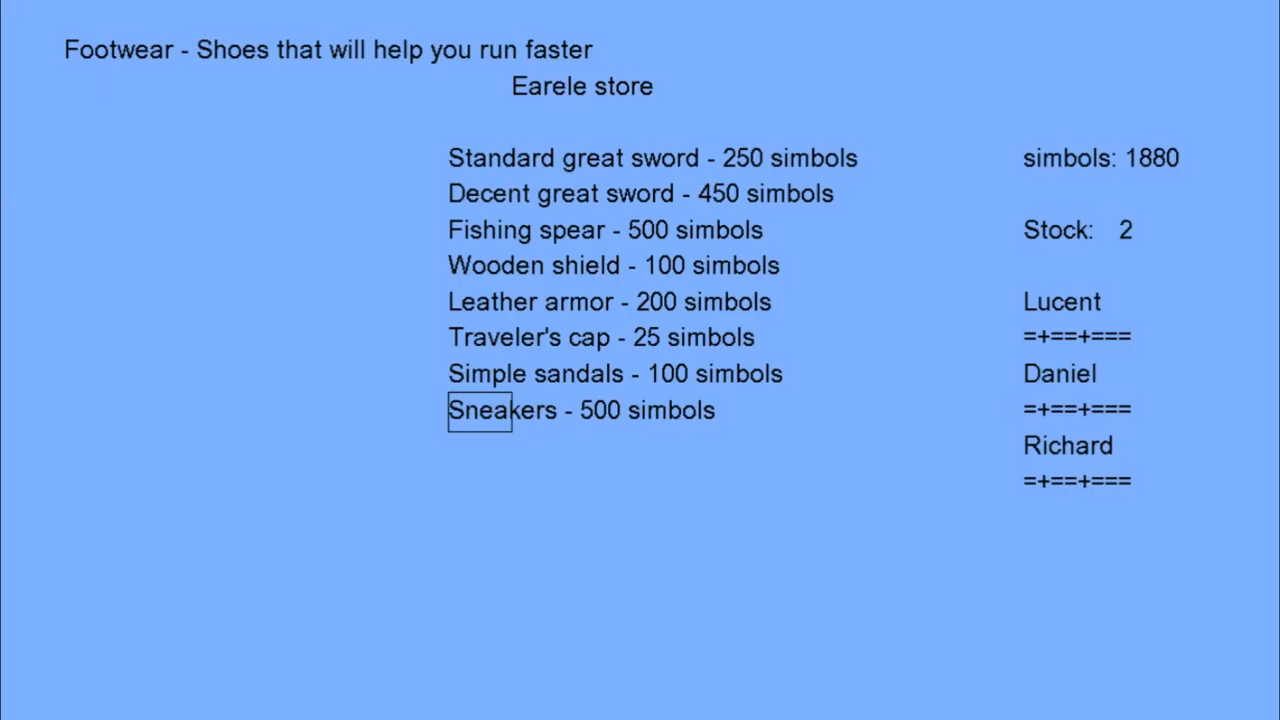 Footwear - Shoes that will help you run faster
Earele store
Standard great sword - 250 simbols
simbols: 1880
Decent great sword - 450 simbols
Fishing spear - 500 simbols
Stock: 2
Wooden shield - 100 simbols
Leather armor - 200 simbols
Lucent
Traveler's cap - 25 simbols
=+==+===
Simple sandals - 100 simbols
Daniel
Sneakers - 500 simbols
=+==+===
Richard
=+==+===